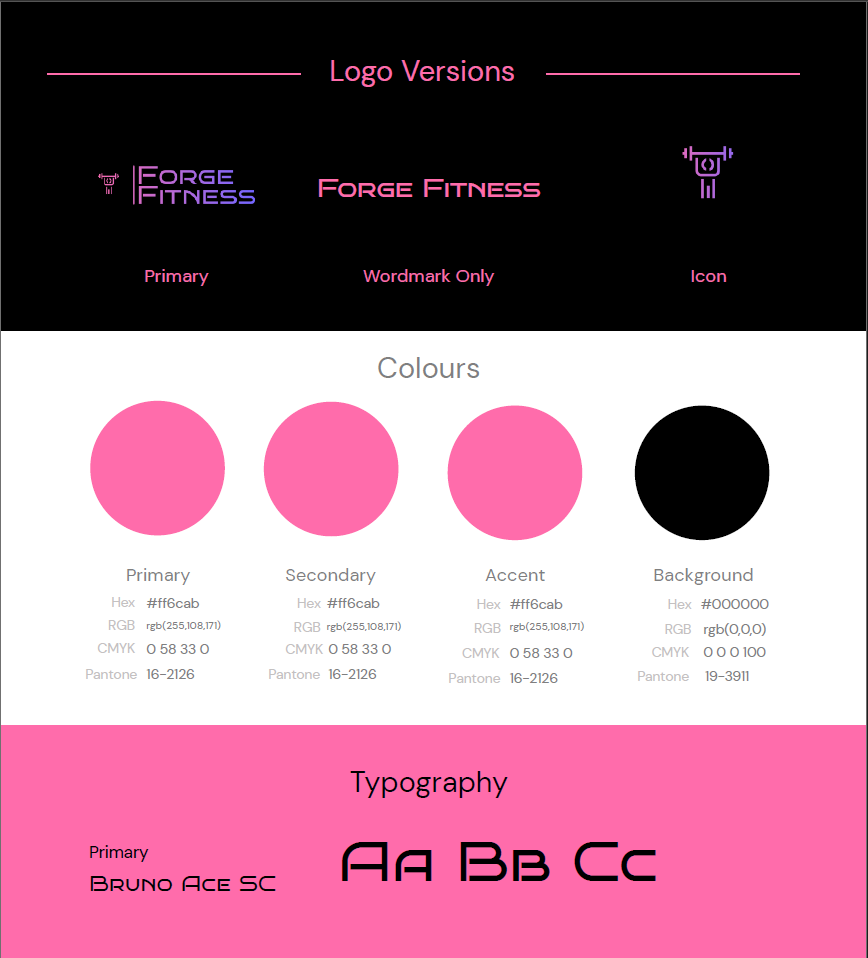 Logo Versions
FORGE
FITNESS
FORGE FITNESS
Primary
Wordmark Only
Icon
Colours
Primary
Secondary
Accent
Background
Hex #ff6cab
Hex #ff6cab
Hex #ff6cab
Hex #000000
RGB rgb(255,108,171)
RGB rgb(255,108,171)
RGB rgb(255,108,171)
RGB rgb(0,0,0)
CMYK 0 58 33 0
CMYK 0 58 33 0
CMYK 0 58 33 0
CMYK 0 0 0 100
Pantone 16-2126
Pantone 16-2126
Pantone 16-2126
Pantone 19-3911
Typography
Primary
Bruno Ace SC
Aa Bb Cc